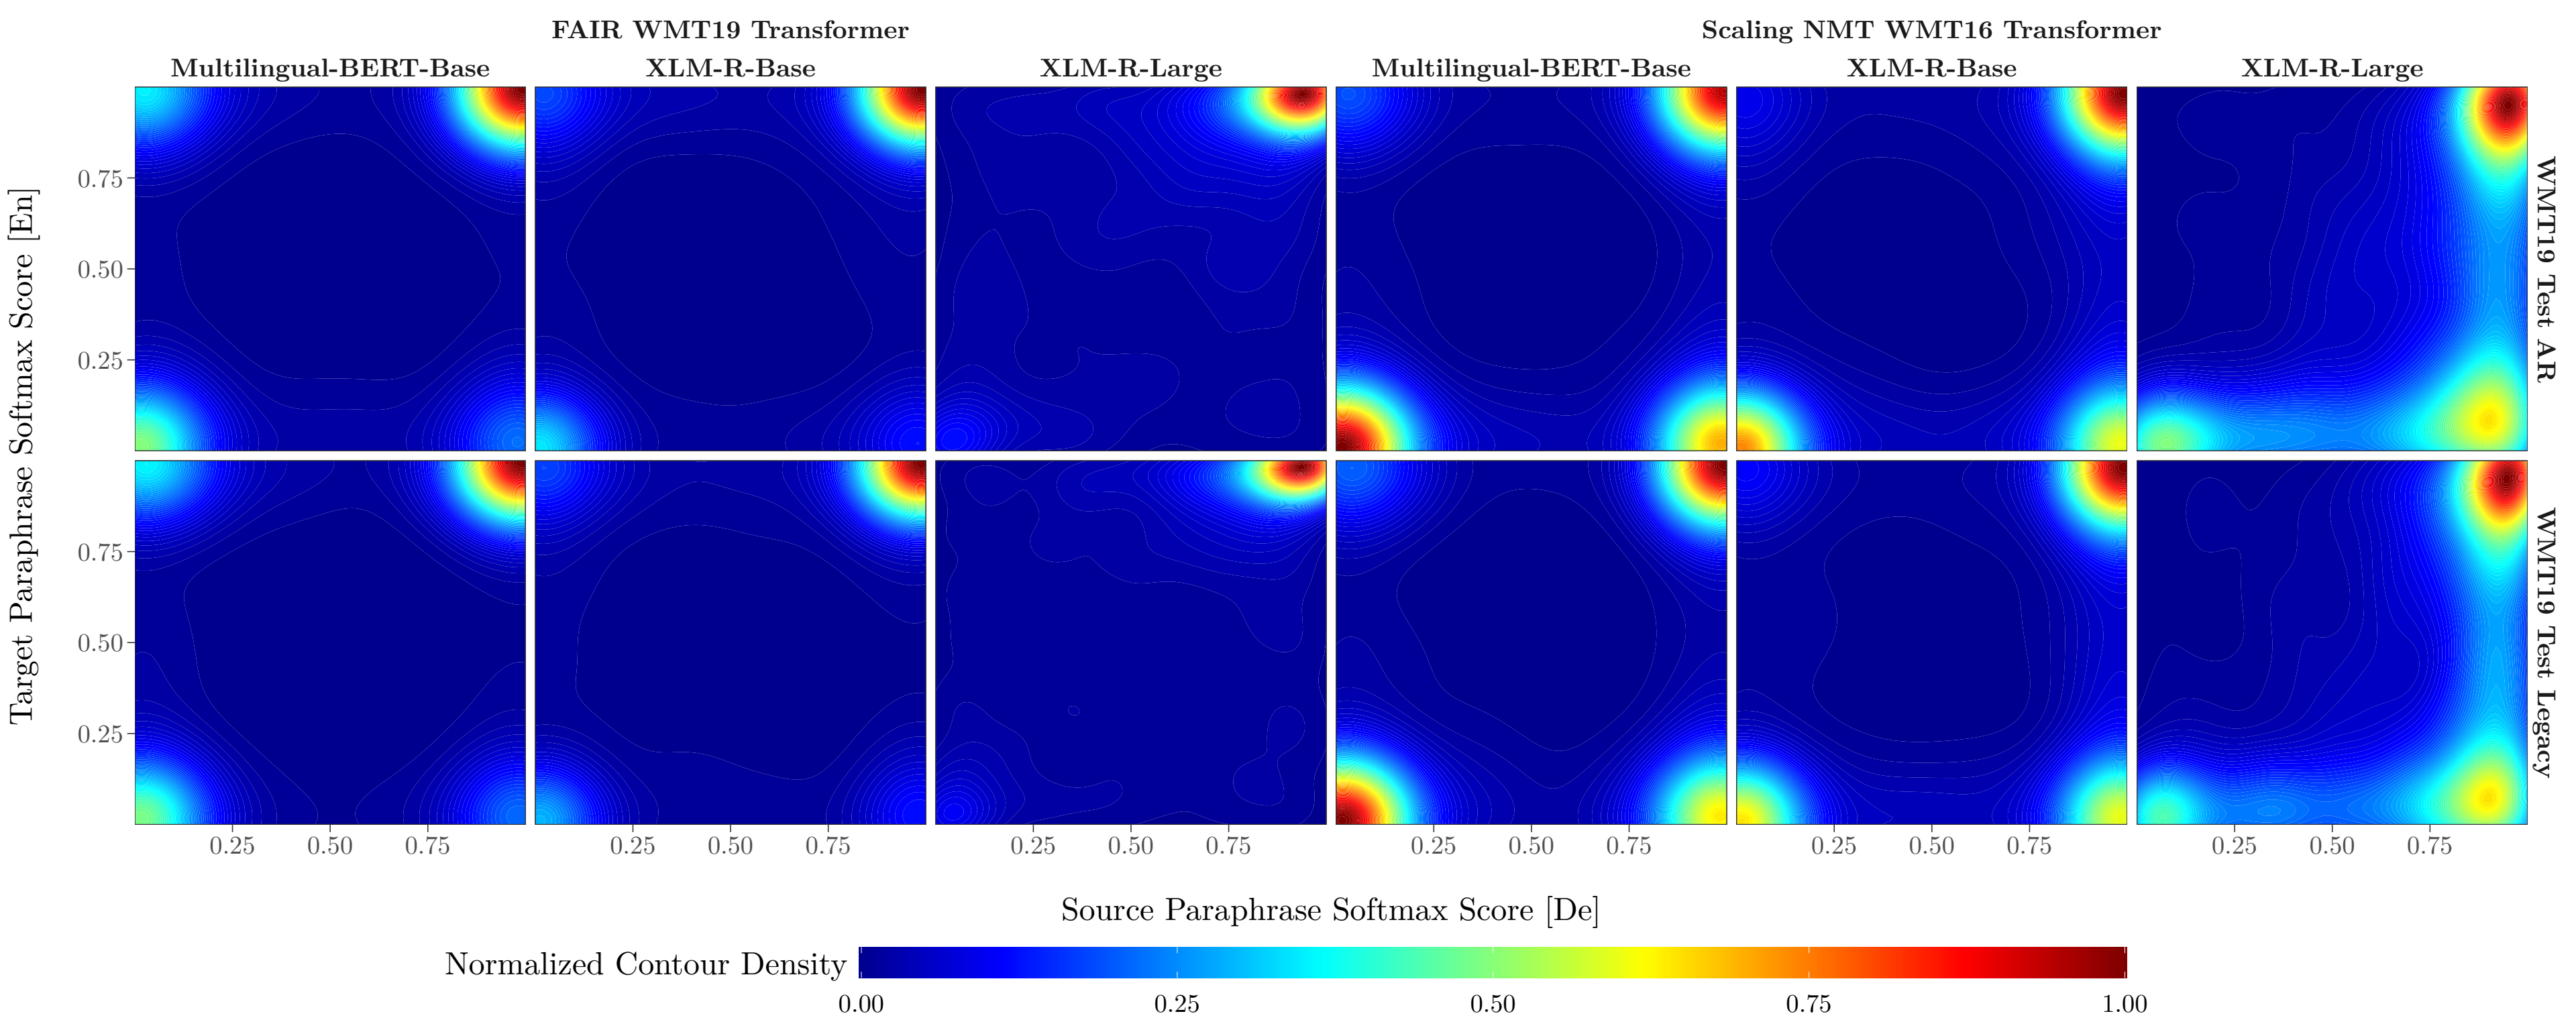 FAIR WMT19 Transformer
Scaling NMT WMT16 Transformer
Multilingual-BERT-Base
XLM-R-Base
XLM-R-Large
Multilingual-BERT-Base
XLM-R-Base
XLM-R-Large
Target Paraphrase Softmax Score [En]
0.75
0.50
0.25
WMT19 Test AR
0.75
0.50
0.25
WMT19 Test Legacy
0.25 0.50 0.75
0.25 0.50 0.75
0.25 0.50 0.75
0.25 0.50 0.75
0.25 0.50 0.75
0.25 0.50 0.75
Source Paraphrase Softmax Score [De]
Normalized Contour Density
0.00 0.25 0.50 0.75 1.00